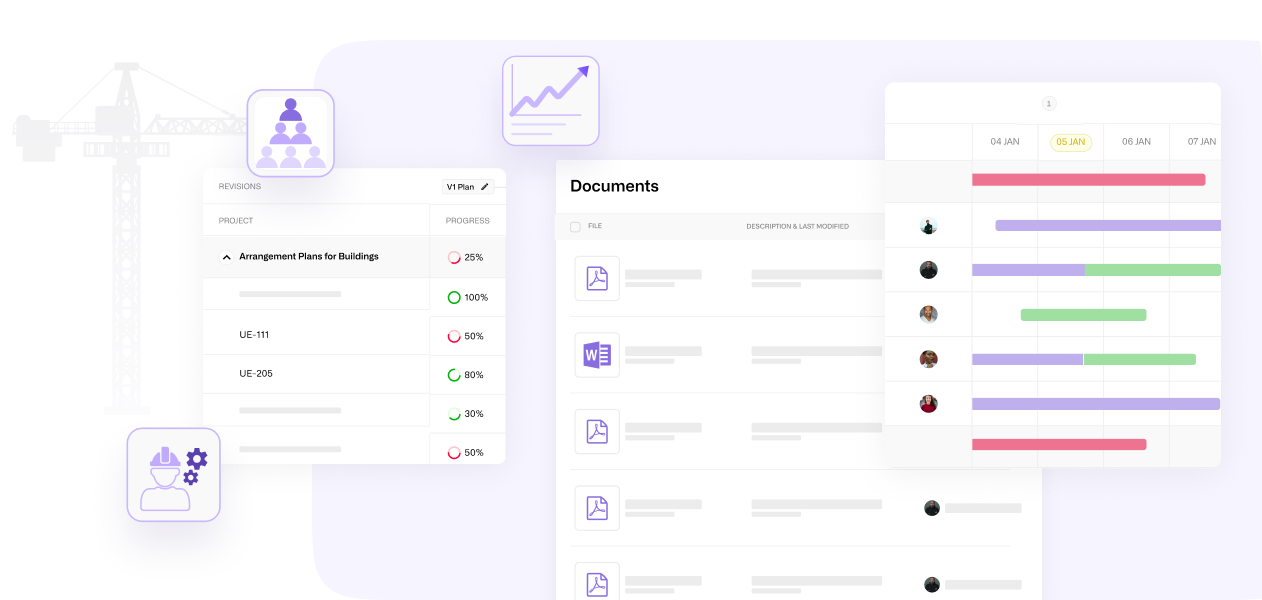 REVISIONS
V1 Plan
PROJECT
PROGRESS
Arrangement Plans for Buildings
25%
100%
UE-111
50%
UE-205
80%
30%
50%
Documents
FILE
DESCRIPTION & LAST MODIFIED
W
1
04 JAN
05 JAN
06 JAN
07 JAN